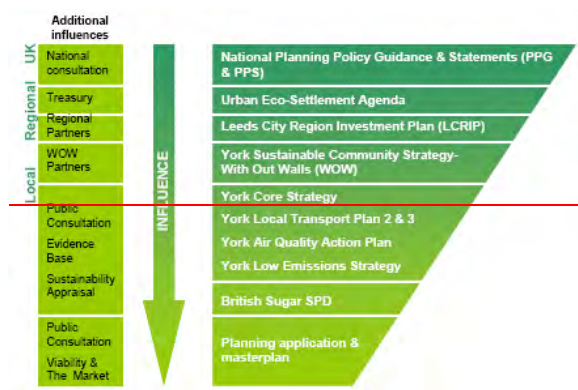 Additional
influences
UK
National
consultation
National Planning Policy Guidance & Statements (PPG
& PPS)
Regional
Treasury
Urban Eco-Settlement Agenda
Regional
Partners
Leeds City Region Investment Plan (LCRIP)
Local
WOW
Partners
York Sustainable Community Strategy-
With Out Walls (WOW)
INFLUENCE
York Core Strategy
Public
Consultation
York Local Transport Plan 2 & 3
Evidence
Base
York Air Quality Action Plan
Sustainability
Appraisal
York Low Emissions Strategy
British Sugar SPD
Public
Consultation
Viability &
The Market
Planning application &
masterplan